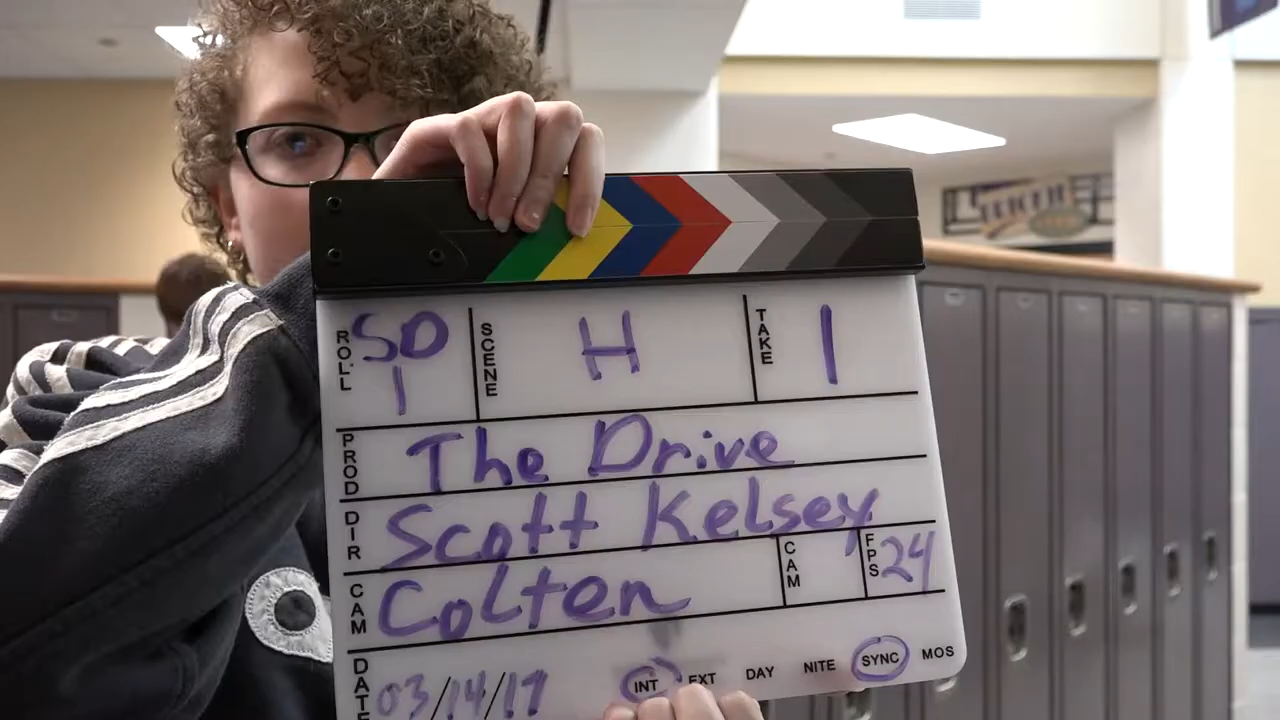 ROLL SD 1 SCENE H TAKE 1
PROD The Drive
DIR Scott Kelsey
CAM Colten CAM FPS 24
DATE 03/14/17 INT EXT DAY NITE SYNC MOS